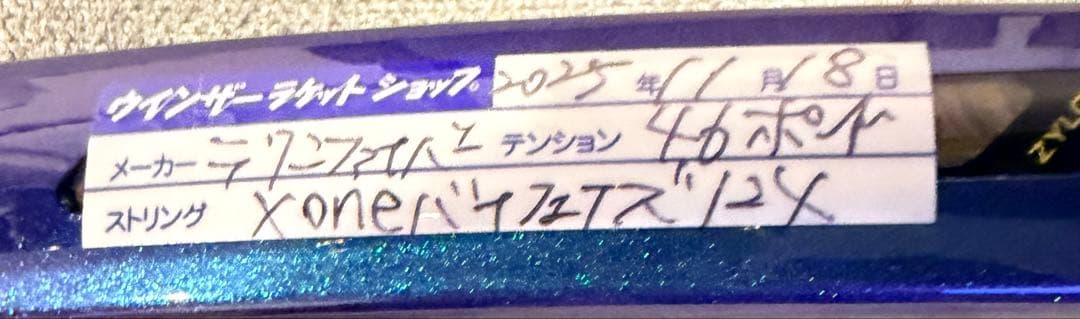 ウインザーラケットショップ。 2025年11月18日
メーカー テクニファイバー テンション 46ポンド
ストリング Xoneバイフェイズ 124